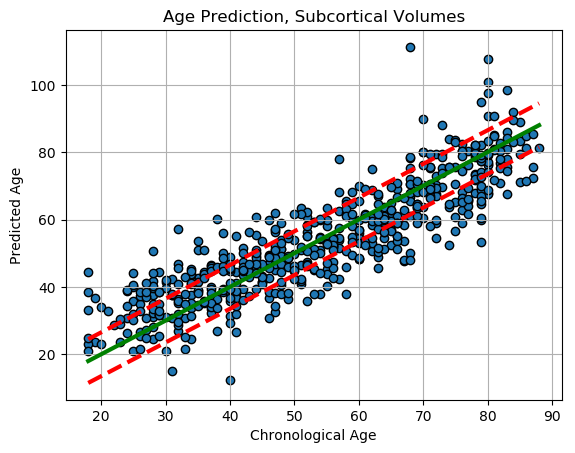 Age Prediction, Subcortical Volumes
100
80
60
40
20
Predicted Age
20 30 40 50 60 70 80 90
Chronological Age